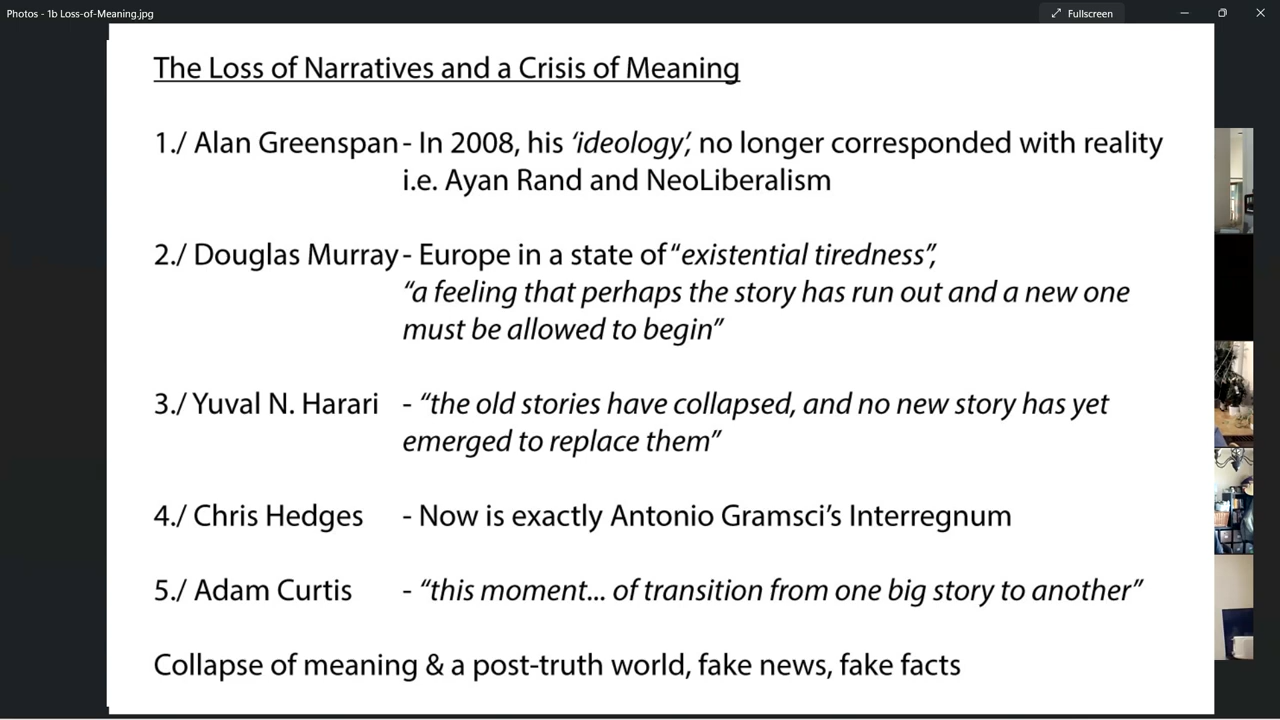 Photos - 1b Loss-of-Meaning.jpg
Fullscreen
The Loss of Narratives and a Crisis of Meaning
1./ Alan Greenspan - In 2008, his ‘ideology’, no longer corresponded with reality
i.e. Ayan Rand and NeoLiberalism
2./ Douglas Murray - Europe in a state of “existential tiredness”,
“a feeling that perhaps the story has run out and a new one
must be allowed to begin”
3./ Yuval N. Harari - “the old stories have collapsed, and no new story has yet
emerged to replace them”
4./ Chris Hedges - Now is exactly Antonio Gramsci’s Interregnum
5./ Adam Curtis - “this moment... of transition from one big story to another”
Collapse of meaning & a post-truth world, fake news, fake facts